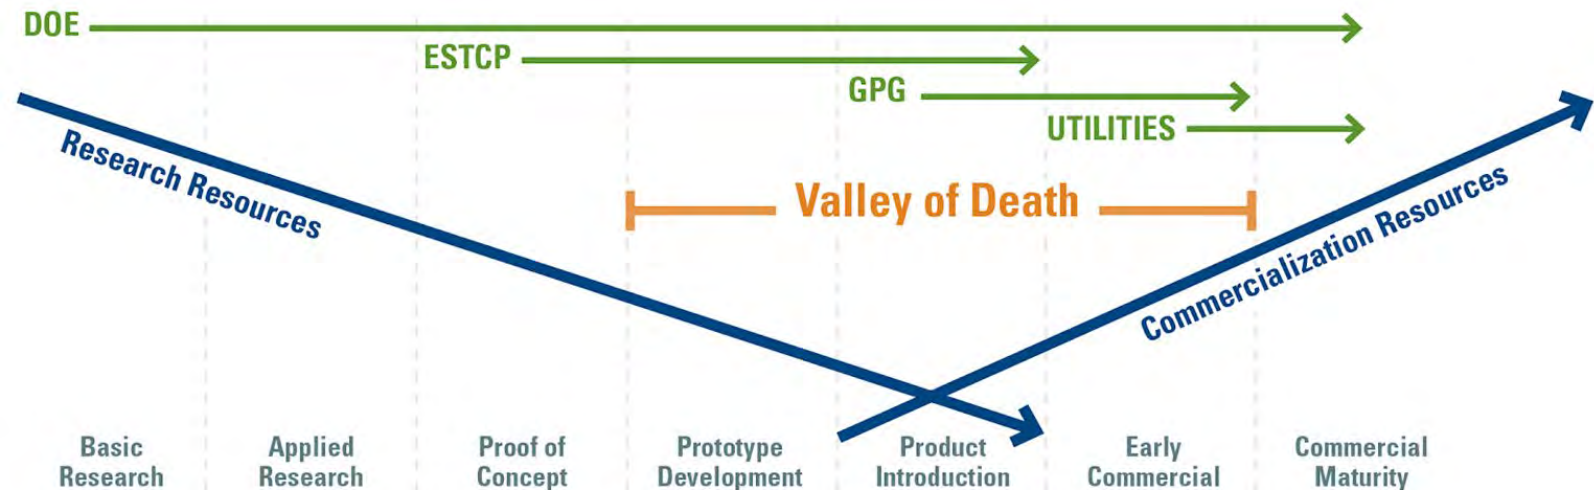 DOE
ESTCP
GPG
UTILITIES
Research Resources
Valley of Death
Commercialization Resources
Basic
Research
Applied
Research
Proof of
Concept
Prototype
Development
Product
Introduction
Early
Commercial
Commercial
Maturity